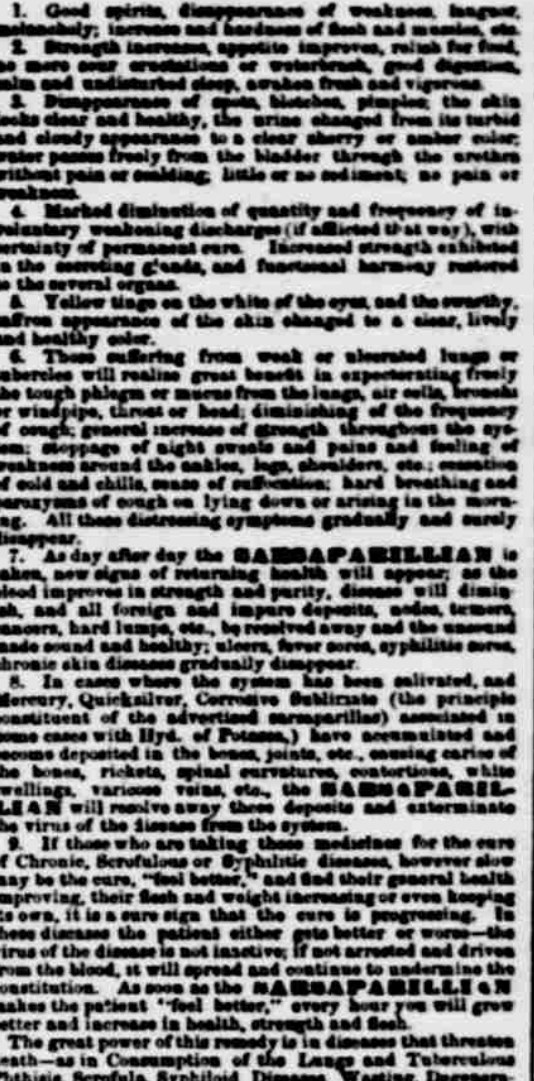 1. Good spirits, disappearance of weakness, languor,
melancholy; increase and hardness of flesh and muscles, etc.
2. Strength increases, appetite improves, relish for food,
no more sour eructations or waterbrash, good digestion,
calm and undisturbed sleep, awaken fresh and vigorous.
3. Disappearance of spots, blotches, pimples; the skin
looks clear and healthy, the urine changed from its turbid
and cloudy appearance to a clear sherry or amber color;
water passes freely from the bladder through the urethra
without pain or scalding; little or no sediment; no pain or
weakness.
4. Marked diminution of quantity and frequency of in-
voluntary weakening discharges (if afflicted that way), with
certainty of permanent cure. Increased strength exhibited
in the secreting glands, and functional harmony restored
to the several organs.
5. Yellow tinge on the white of the eyes, and the swarthy,
saffron appearance of the skin changed to a clear, lively
and healthy color.
6. Those suffering from weak or ulcerated lungs or
tubercles will realize great benefit in expectorating freely
the tough phlegm or mucus from the lungs, air cells, bronchi
or windpipe, throat or head; diminishing of the frequency
of cough; general increase of strength throughout the sys-
tem; stoppage of night sweats and pains and feeling of
weakness around the ankles, legs, shoulders, etc.; cessation
of cold and chills, sense of suffocation; hard breathing and
paroxysms of cough on lying down or arising in the morn-
ing. All these distressing symptoms gradually and surely
disappear.
7. As day after day the SARSAPARILLIAN is
taken, new signs of returning health will appear; as the
blood improves in strength and purity, disease will dimin-
ish, and all foreign and impure deposits, nodes, tumors,
cancers, hard lumps, etc., be resolved away and the unsound
made sound and healthy; ulcers, fever sores, syphilitic sores,
chronic skin diseases gradually disappear.
8. In cases where the system has been salivated, and
Mercury, Quicksilver, Corrosive Sublimate (the principle
constituent of the advertised sarsaparillas) associated in
some cases with Hyd. of Potassa,) have accumulated and
become deposited in the bones, joints, etc., causing caries of
the bones, rickets, spinal curvatures, contortions, white
swellings, varicose veins, etc., the SARSAPARIL-
LIAN will resolve away these deposits and exterminate
the virus of the disease from the system.
9. If those who are taking these medicines for the cure
of Chronic, Scrofulous or Syphilitic diseases, however slow
may be the cure, "feel better," and find their general health
improving, their flesh and weight increasing or even keeping
its own, it is a sure sign that the cure is progressing. In
these diseases the patient either gets better or worse—the
virus of the disease is not inactive; if not arrested and driven
from the blood, it will spread and continue to undermine the
constitution. As soon as the SARSAPARILLIAN
makes the patient "feel better," every hour you will grow
better and increase in health, strength and flesh.
The great power of this remedy is in diseases that threaten
death—as in Consumption of the Lungs and Tuberculous
Phthisis, Scrofula, Syphiloid Diseases, Wasting, Degenera-